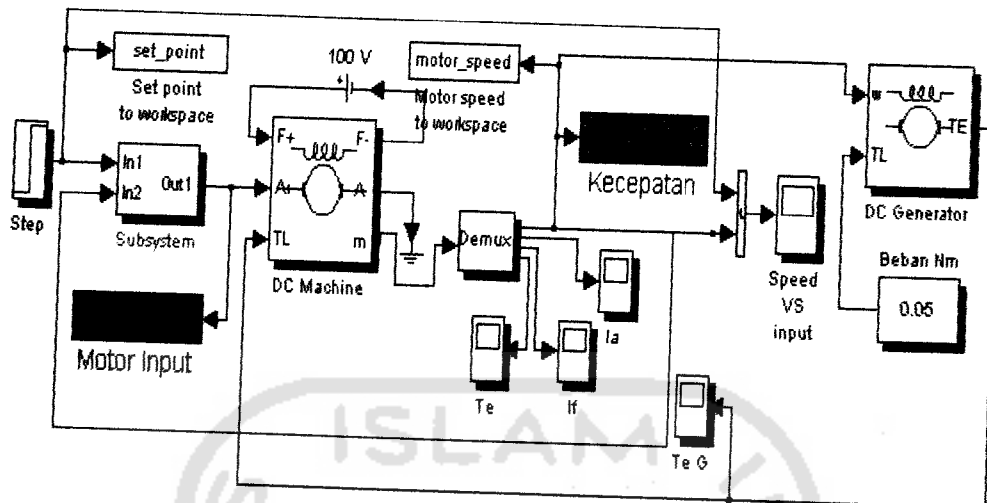 set_point
Set point
to workspace
100 V
+
motor_speed
Motor speed
to workspace
Step
In1
In2
Out1
Subsystem
F+
F-
A+
A-
TL
m
DC Machine
Motor Input
Demux
Kecepatan
Ia
Te
If
Speed
VS
input
w
TL
TE
DC Generator
Beban Nm
0.05
Te G
ISLAM